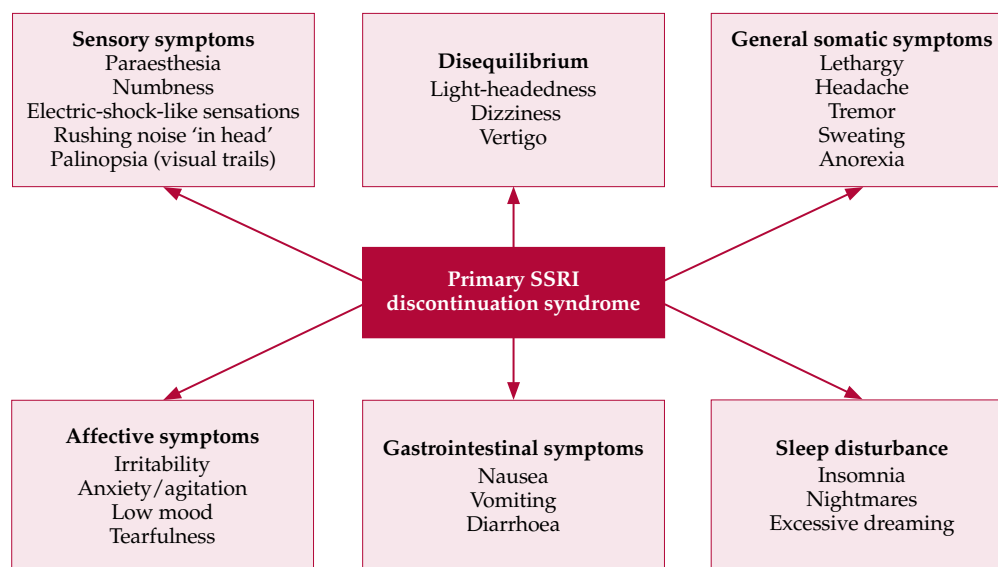 Sensory symptoms
Paraesthesia
Numbness
Electric-shock-like sensations
Rushing noise ‘in head’
Palinopsia (visual trails)
Disequilibrium
Light-headedness
Dizziness
Vertigo
General somatic symptoms
Lethargy
Headache
Tremor
Sweating
Anorexia
Primary SSRI
discontinuation syndrome
Affective symptoms
Irritability
Anxiety/agitation
Low mood
Tearfulness
Gastrointestinal symptoms
Nausea
Vomiting
Diarrhoea
Sleep disturbance
Insomnia
Nightmares
Excessive dreaming